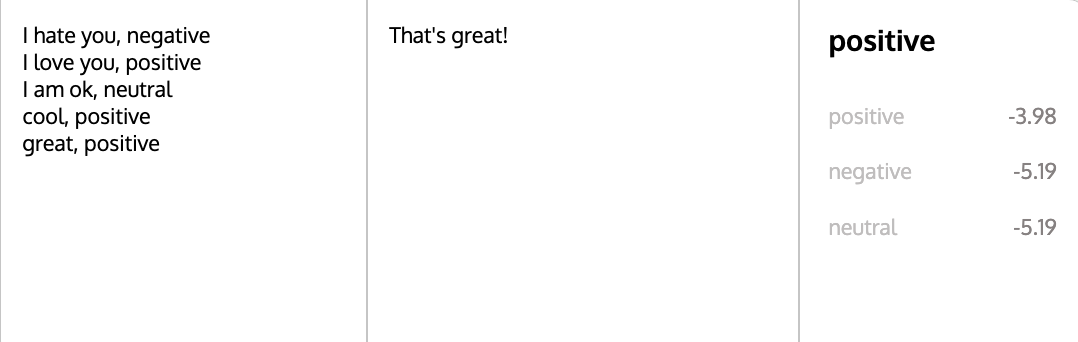 I hate you, negative
I love you, positive
I am ok, neutral
cool, positive
great, positive
That's great!
positive
positive -3.98
negative -5.19
neutral -5.19